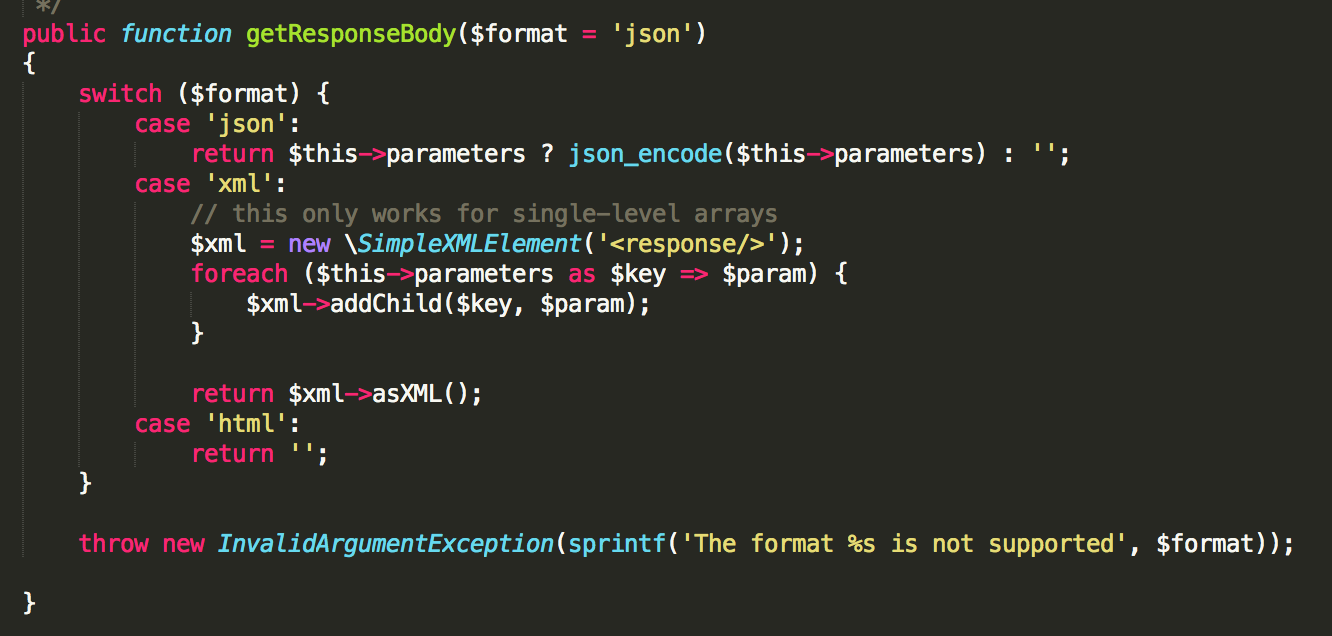 */
public function getResponseBody($format = 'json')
{
switch ($format) {
case 'json':
return $this->parameters ? json_encode($this->parameters) : '';
case 'xml':
// this only works for single-level arrays
$xml = new \SimpleXMLElement('<response/>');
foreach ($this->parameters as $key => $param) {
$xml->addChild($key, $param);
}
return $xml->asXML();
case 'html':
return '';
}
throw new InvalidArgumentException(sprintf('The format %s is not supported', $format));
}